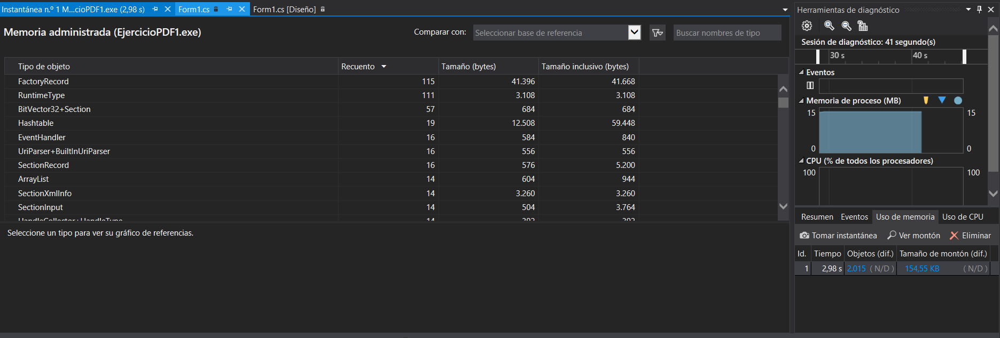 Instantánea n.º 1 M...cioPDF1.exe (2,98 s) Form1.cs Form1.cs [Diseño]
Memoria administrada (EjercicioPDF1.exe)
Comparar con: Seleccionar base de referencia Buscar nombres de tipo
Tipo de objeto Recuento Tamaño (bytes) Tamaño inclusivo (bytes)
FactoryRecord 115 41.396 41.668
RuntimeType 111 3.108 3.108
BitVector32+Section 57 684 684
Hashtable 19 12.508 59.448
EventHandler 16 584 840
UriParser+BuiltInUriParser 16 556 556
SectionRecord 16 576 5.200
ArrayList 14 604 944
SectionXmlInfo 14 3.260 3.260
SectionInput 14 504 3.764
HandleCollector+HandleType 14 392 392
Seleccione un tipo para ver su gráfico de referencias.
Herramientas de diagnóstico
Sesión de diagnóstico: 41 segundo(s)
30 s 40 s
Eventos
Memoria de proceso (MB)
15 15
0 0
CPU (% de todos los procesadores)
100 100
Resumen Eventos Uso de memoria Uso de CPU
Tomar instantánea Ver montón Eliminar
Id. Tiempo Objetos (dif.) Tamaño de montón (dif.)
1 2,98 s 2.015 ( N/D ) 154,55 KB ( N/D )